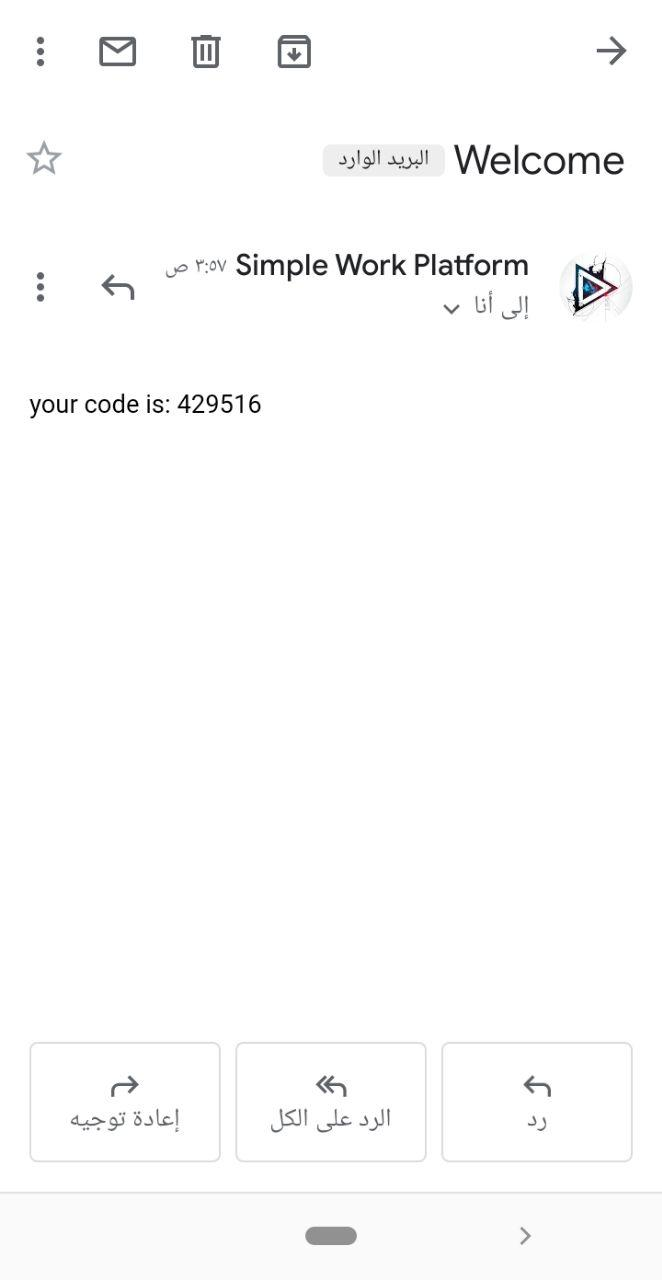 Welcome البريد الوارد
Simple Work Platform ٣:٥٧ ص
إلى أنا
your code is: 429516
رد
الرد على الكل
إعادة توجيه